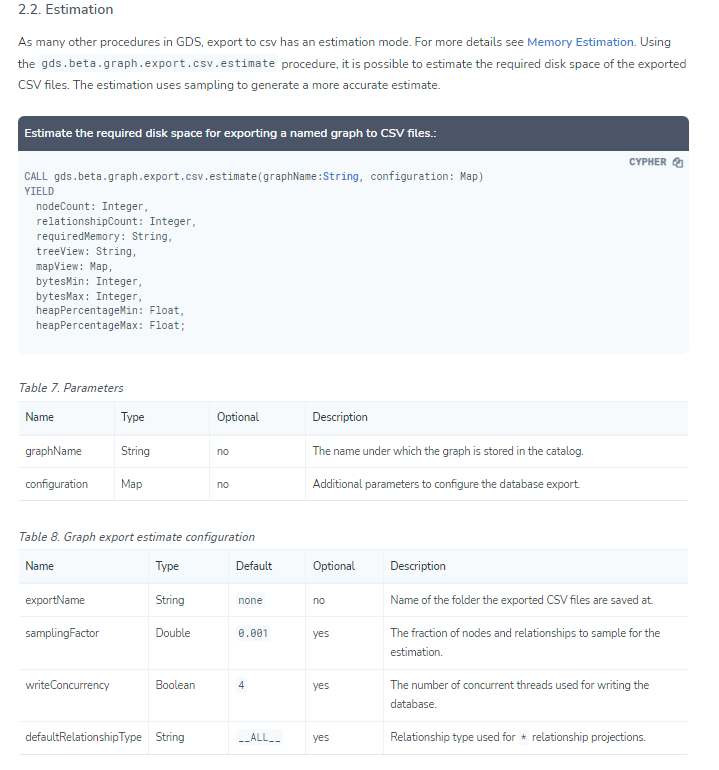 2.2. Estimation
As many other procedures in GDS, export to csv has an estimation mode. For more details see Memory Estimation. Using
the gds.beta.graph.export.csv.estimate procedure, it is possible to estimate the required disk space of the exported
CSV files. The estimation uses sampling to generate a more accurate estimate.
Estimate the required disk space for exporting a named graph to CSV files.:
CYPHER
CALL gds.beta.graph.export.csv.estimate(graphName:String, configuration: Map)
YIELD
nodeCount: Integer,
relationshipCount: Integer,
requiredMemory: String,
treeView: String,
mapView: Map,
bytesMin: Integer,
bytesMax: Integer,
heapPercentageMin: Float,
heapPercentageMax: Float;
Table 7. Parameters
Name Type Optional Description
graphName String no The name under which the graph is stored in the catalog.
configuration Map no Additional parameters to configure the database export.
Table 8. Graph export estimate configuration
Name Type Default Optional Description
exportName String none no Name of the folder the exported CSV files are saved at.
samplingFactor Double 0.001 yes The fraction of nodes and relationships to sample for the
estimation.
writeConcurrency Boolean 4 yes The number of concurrent threads used for writing the
database.
defaultRelationshipType String __ALL__ yes Relationship type used for * relationship projections.